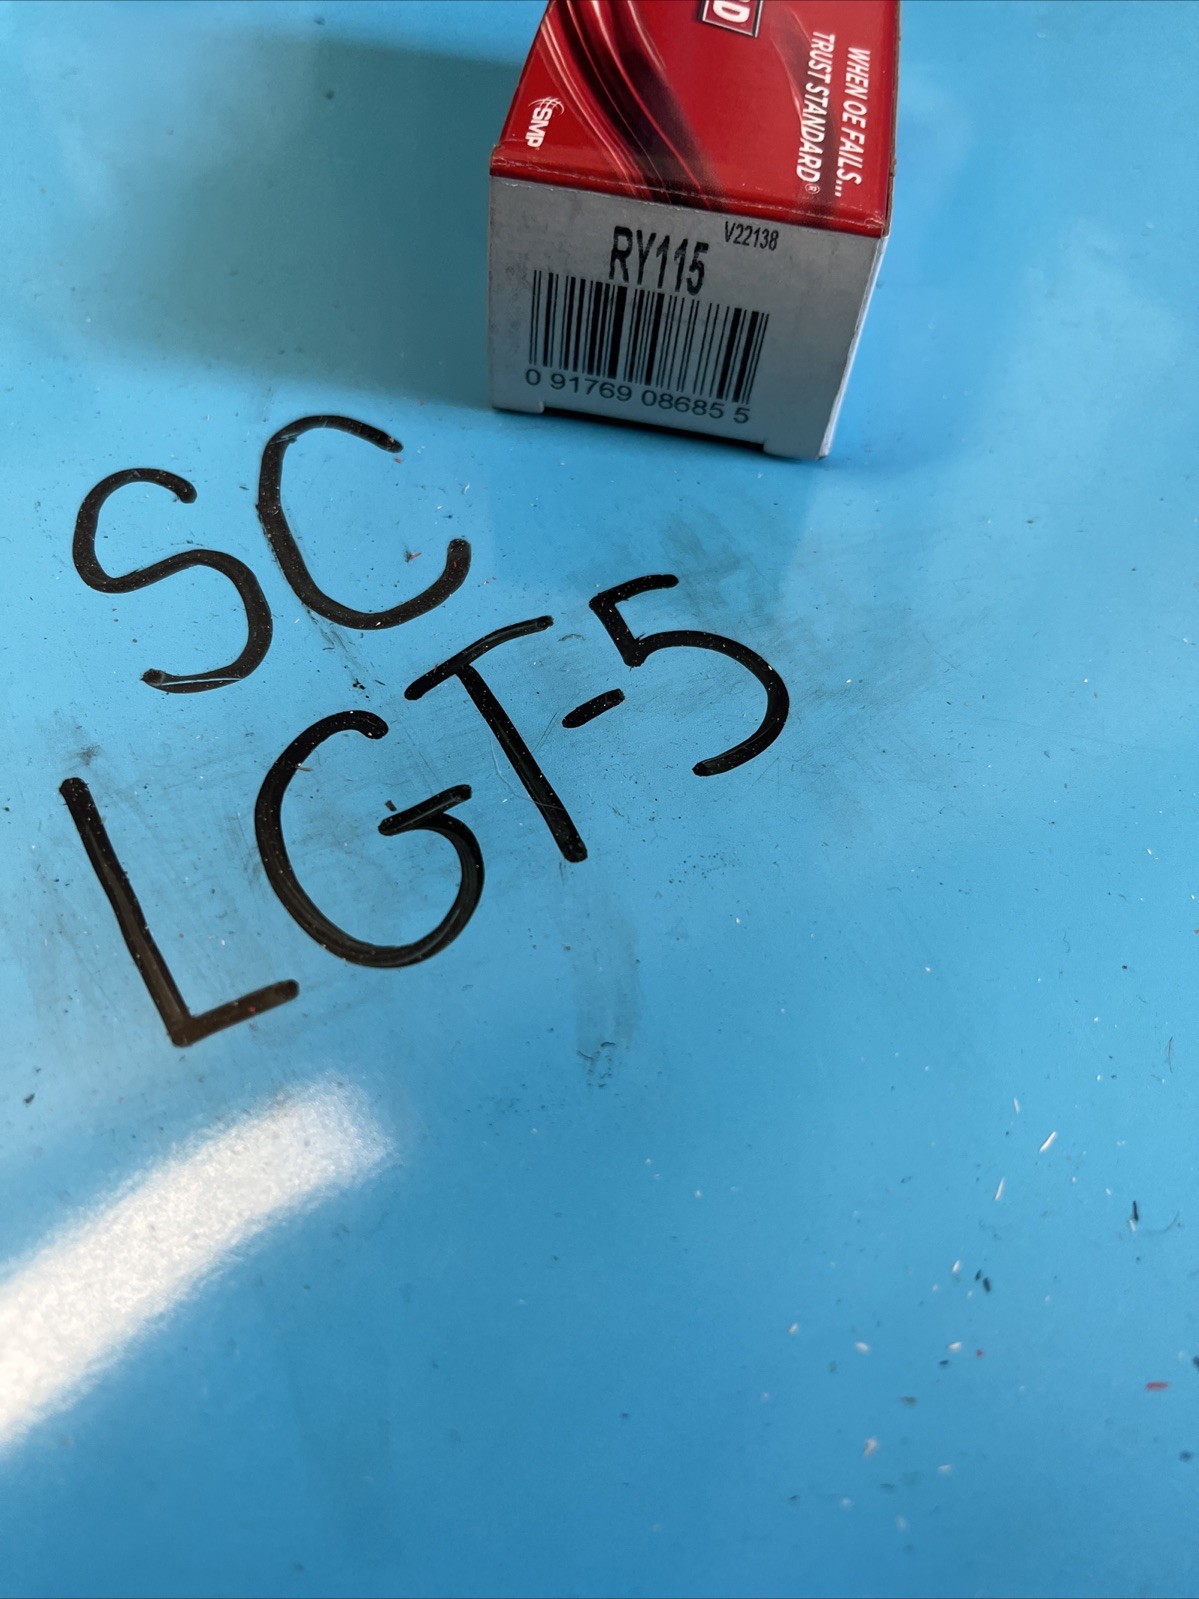 WHEN OE FAILS...
TRUST STANDARD®
SMP
V22138
RY115
0 91769 08685 5
SC
LGT-5